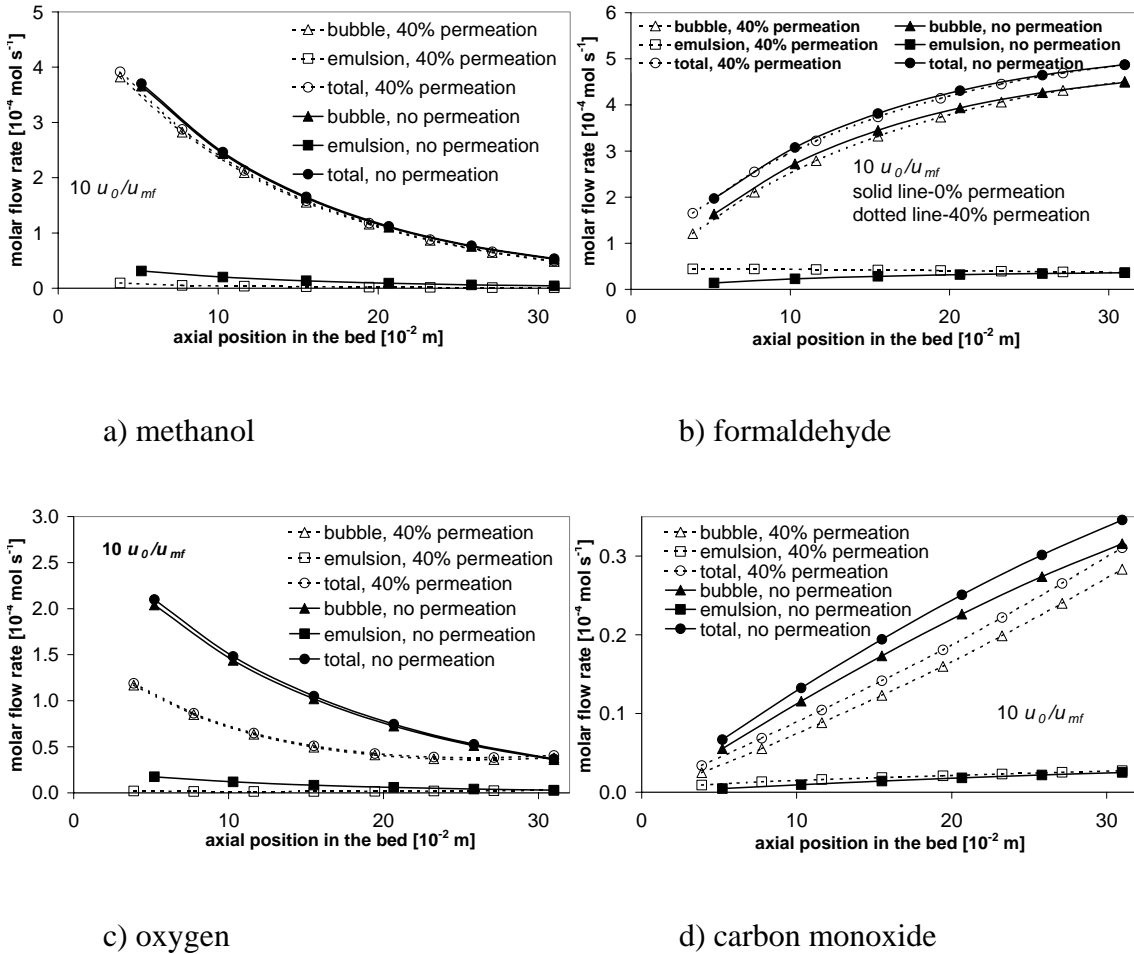 5
4
3
2
1
0
molar flow rate [10⁻⁴ mol s⁻¹]
bubble, 40% permeation
emulsion, 40% permeation
total, 40% permeation
bubble, no permeation
emulsion, no permeation
total, no permeation
10 u₀/uₘf
0 10 20 30
axial position in the bed [10⁻² m]
a) methanol
6
5
4
3
2
1
0
molar flow rate [10⁻⁴ mol s⁻¹]
bubble, 40% permeation bubble, no permeation
emulsion, 40% permeation emulsion, no permeation
total, 40% permeation total, no permeation
10 u₀/uₘf
solid line-0% permeation
dotted line-40% permeation
0 10 20 30
axial position in the bed [10⁻² m]
b) formaldehyde
3.0
2.5
2.0
1.5
1.0
0.5
0.0
molar flow rate [10⁻⁴ mol s⁻¹]
10 u₀/uₘf
bubble, 40% permeation
emulsion, 40% permeation
total, 40% permeation
bubble, no permeation
emulsion, no permeation
total, no permeation
0 10 20 30
axial position in the bed [10⁻² m]
c) oxygen
0.3
0.2
0.1
0.0
molar flow rate [10⁻⁴ mol s⁻¹]
bubble, 40% permeation
emulsion, 40% permeation
total, 40% permeation
bubble, no permeation
emulsion, no permeation
total, no permeation
10 u₀/uₘf
0 10 20 30
axial position in the bed [10⁻² m]
d) carbon monoxide